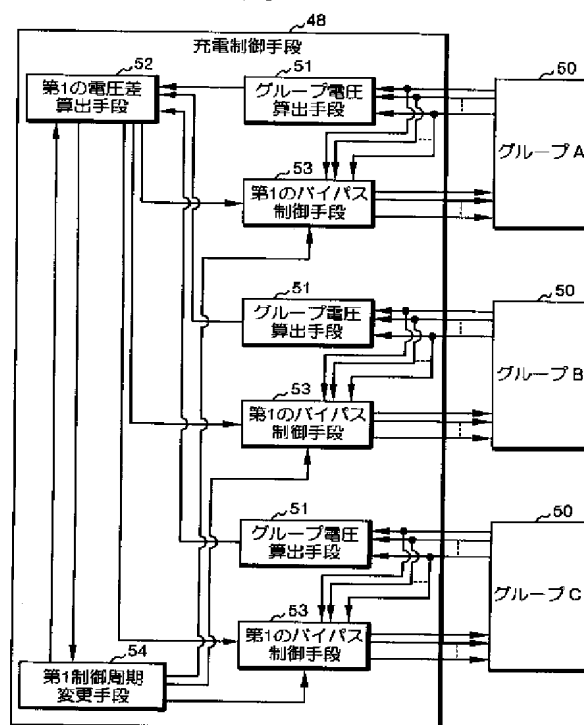 48
充電制御手段
52
第1の電圧差
算出手段
51
グループ電圧
算出手段
50
グループA
53
第1のバイパス
制御手段
51
グループ電圧
算出手段
50
グループB
53
第1のバイパス
制御手段
51
グループ電圧
算出手段
50
グループC
53
第1のバイパス
制御手段
54
第1制御周期
変更手段